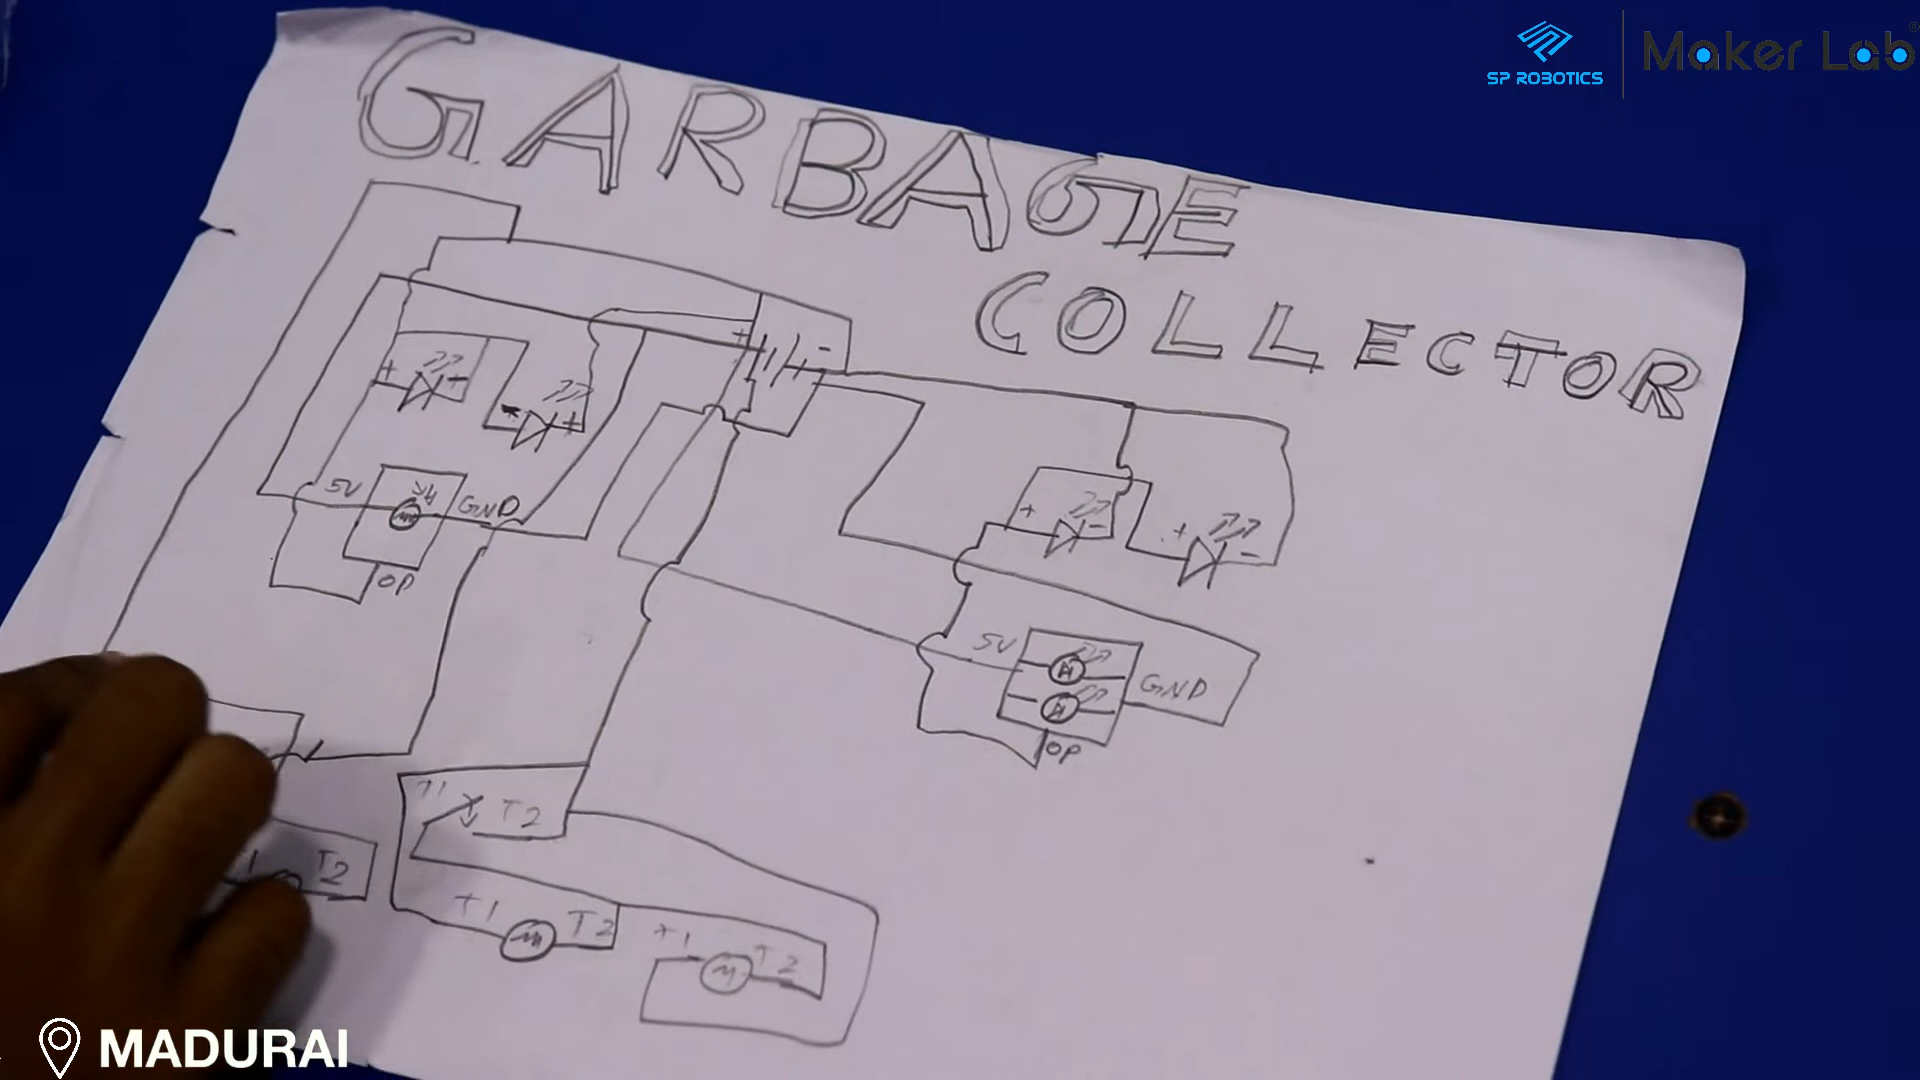 SP ROBOTICS
Maker Lab
GARBAGE
COLLECTOR
+ -
+ -
- +
5V GND
OP
+ -
+ -
5V GND
OP
T1 T2
T2
T1 T2
T1 T2
MADURAI